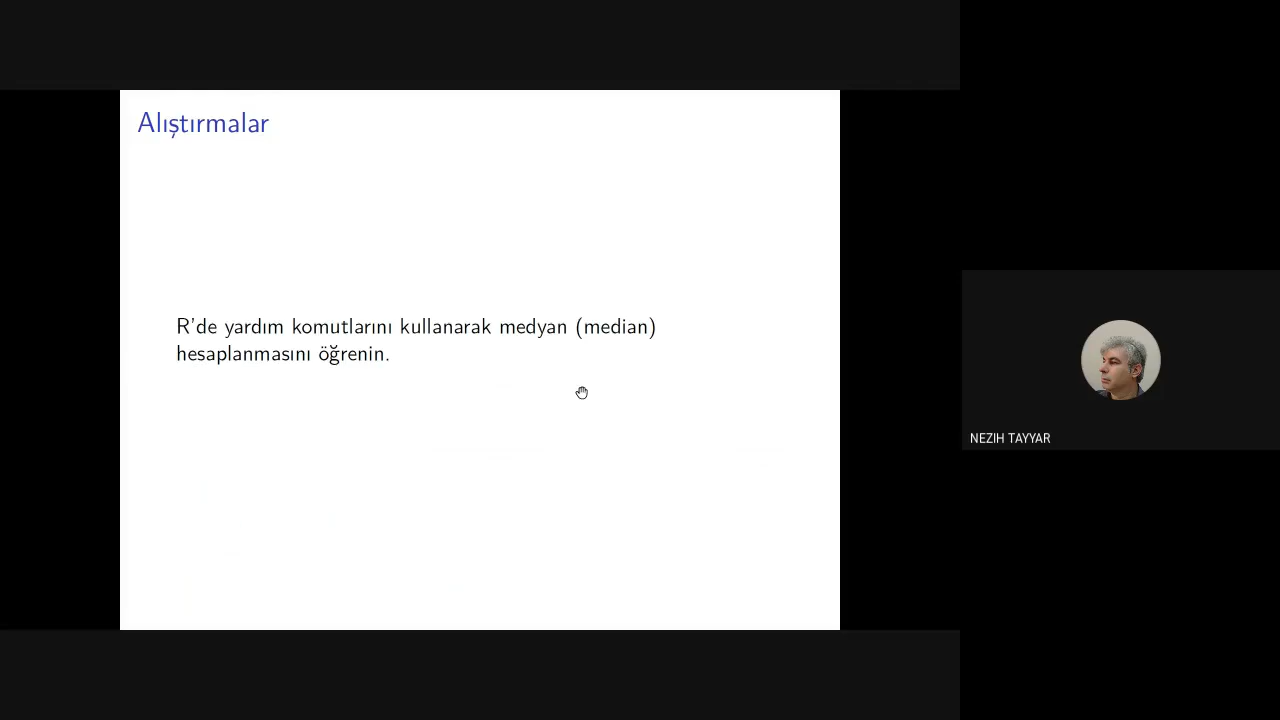 Alıştırmalar
R'de yardım komutlarını kullanarak medyan (median)
hesaplanmasını öğrenin.
NEZIH TAYYAR